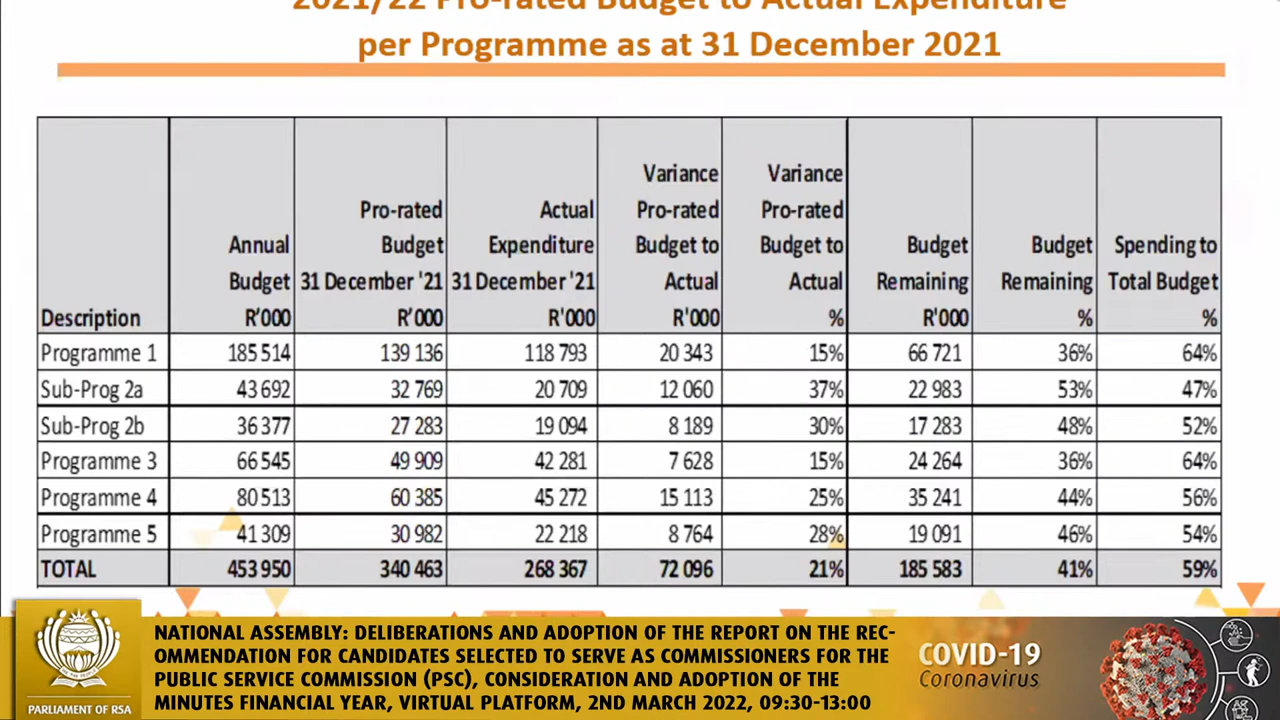 2021/22 Pro-rated Budget to Actual Expenditure
per Programme as at 31 December 2021
Description | Annual Budget R'000 | Pro-rated Budget 31 December '21 R'000 | Actual Expenditure 31 December '21 R'000 | Variance Pro-rated Budget to Actual R'000 | Variance Pro-rated Budget to Actual % | Budget Remaining R'000 | Budget Remaining % | Spending to Total Budget %
Programme 1 185 514 139 136 118 793 20 343 15% 66 721 36% 64%
Sub-Prog 2a 43 692 32 769 20 709 12 060 37% 22 983 53% 47%
Sub-Prog 2b 36 377 27 283 19 094 8 189 30% 17 283 48% 52%
Programme 3 66 545 49 909 42 281 7 628 15% 24 264 36% 64%
Programme 4 80 513 60 385 45 272 15 113 25% 35 241 44% 56%
Programme 5 41 309 30 982 22 218 8 764 28% 19 091 46% 54%
TOTAL 453 950 340 463 268 367 72 096 21% 185 583 41% 59%
NATIONAL ASSEMBLY: DELIBERATIONS AND ADOPTION OF THE REPORT ON THE REC-
OMMENDATION FOR CANDIDATES SELECTED TO SERVE AS COMMISSIONERS FOR THE
PUBLIC SERVICE COMMISSION (PSC), CONSIDERATION AND ADOPTION OF THE
MINUTES FINANCIAL YEAR, VIRTUAL PLATFORM, 2ND MARCH 2022, 09:30-13:00
PARLIAMENT OF RSA
COVID-19
Coronavirus